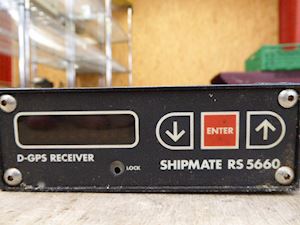 ENTER
D-GPS RECEIVER
LOCK
SHIPMATE RS 5660